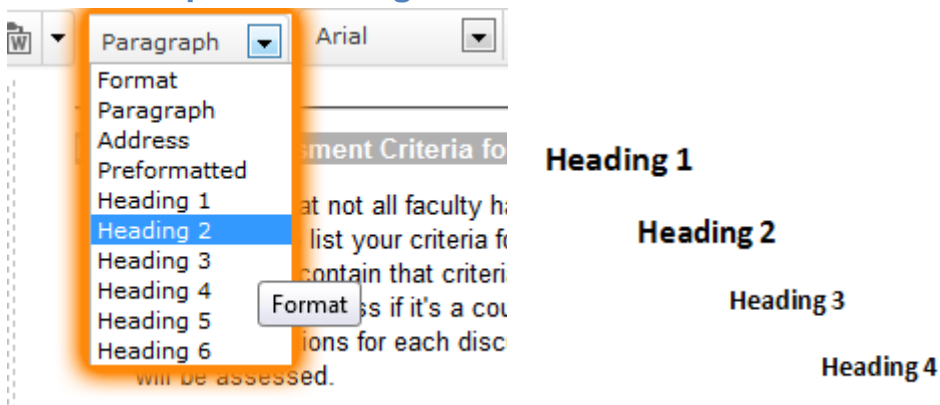 Paragraph
Arial
Format
Paragraph
Address
Preformatted
Heading 1
Heading 2
Heading 3
Heading 4
Heading 5
Heading 6
Format
sment Criteria fo
at not all faculty ha
list your criteria fo
contain that criteri
ss if it's a cou
ions for each disc
will be assessed.
Heading 1
Heading 2
Heading 3
Heading 4